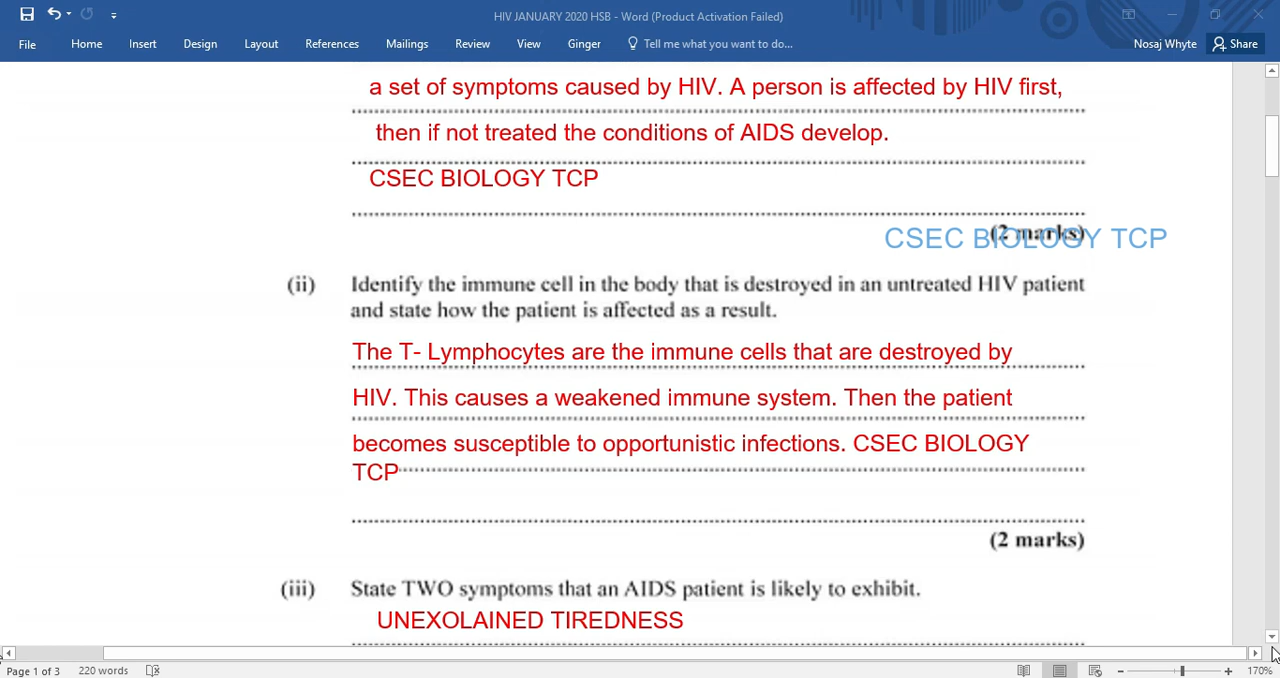 HIV JANUARY 2020 HSB - Word (Product Activation Failed)
File Home Insert Design Layout References Mailings Review View Ginger Tell me what you want to do... Nosaj Whyte Share
a set of symptoms caused by HIV. A person is affected by HIV first,
then if not treated the conditions of AIDS develop.
CSEC BIOLOGY TCP
(2 marks)
CSEC BIOLOGY TCP
(ii) Identify the immune cell in the body that is destroyed in an untreated HIV patient
and state how the patient is affected as a result.
The T- Lymphocytes are the immune cells that are destroyed by
HIV. This causes a weakened immune system. Then the patient
becomes susceptible to opportunistic infections. CSEC BIOLOGY
TCP
(2 marks)
(iii) State TWO symptoms that an AIDS patient is likely to exhibit.
UNEXOLAINED TIREDNESS
Page 1 of 3 220 words 170%